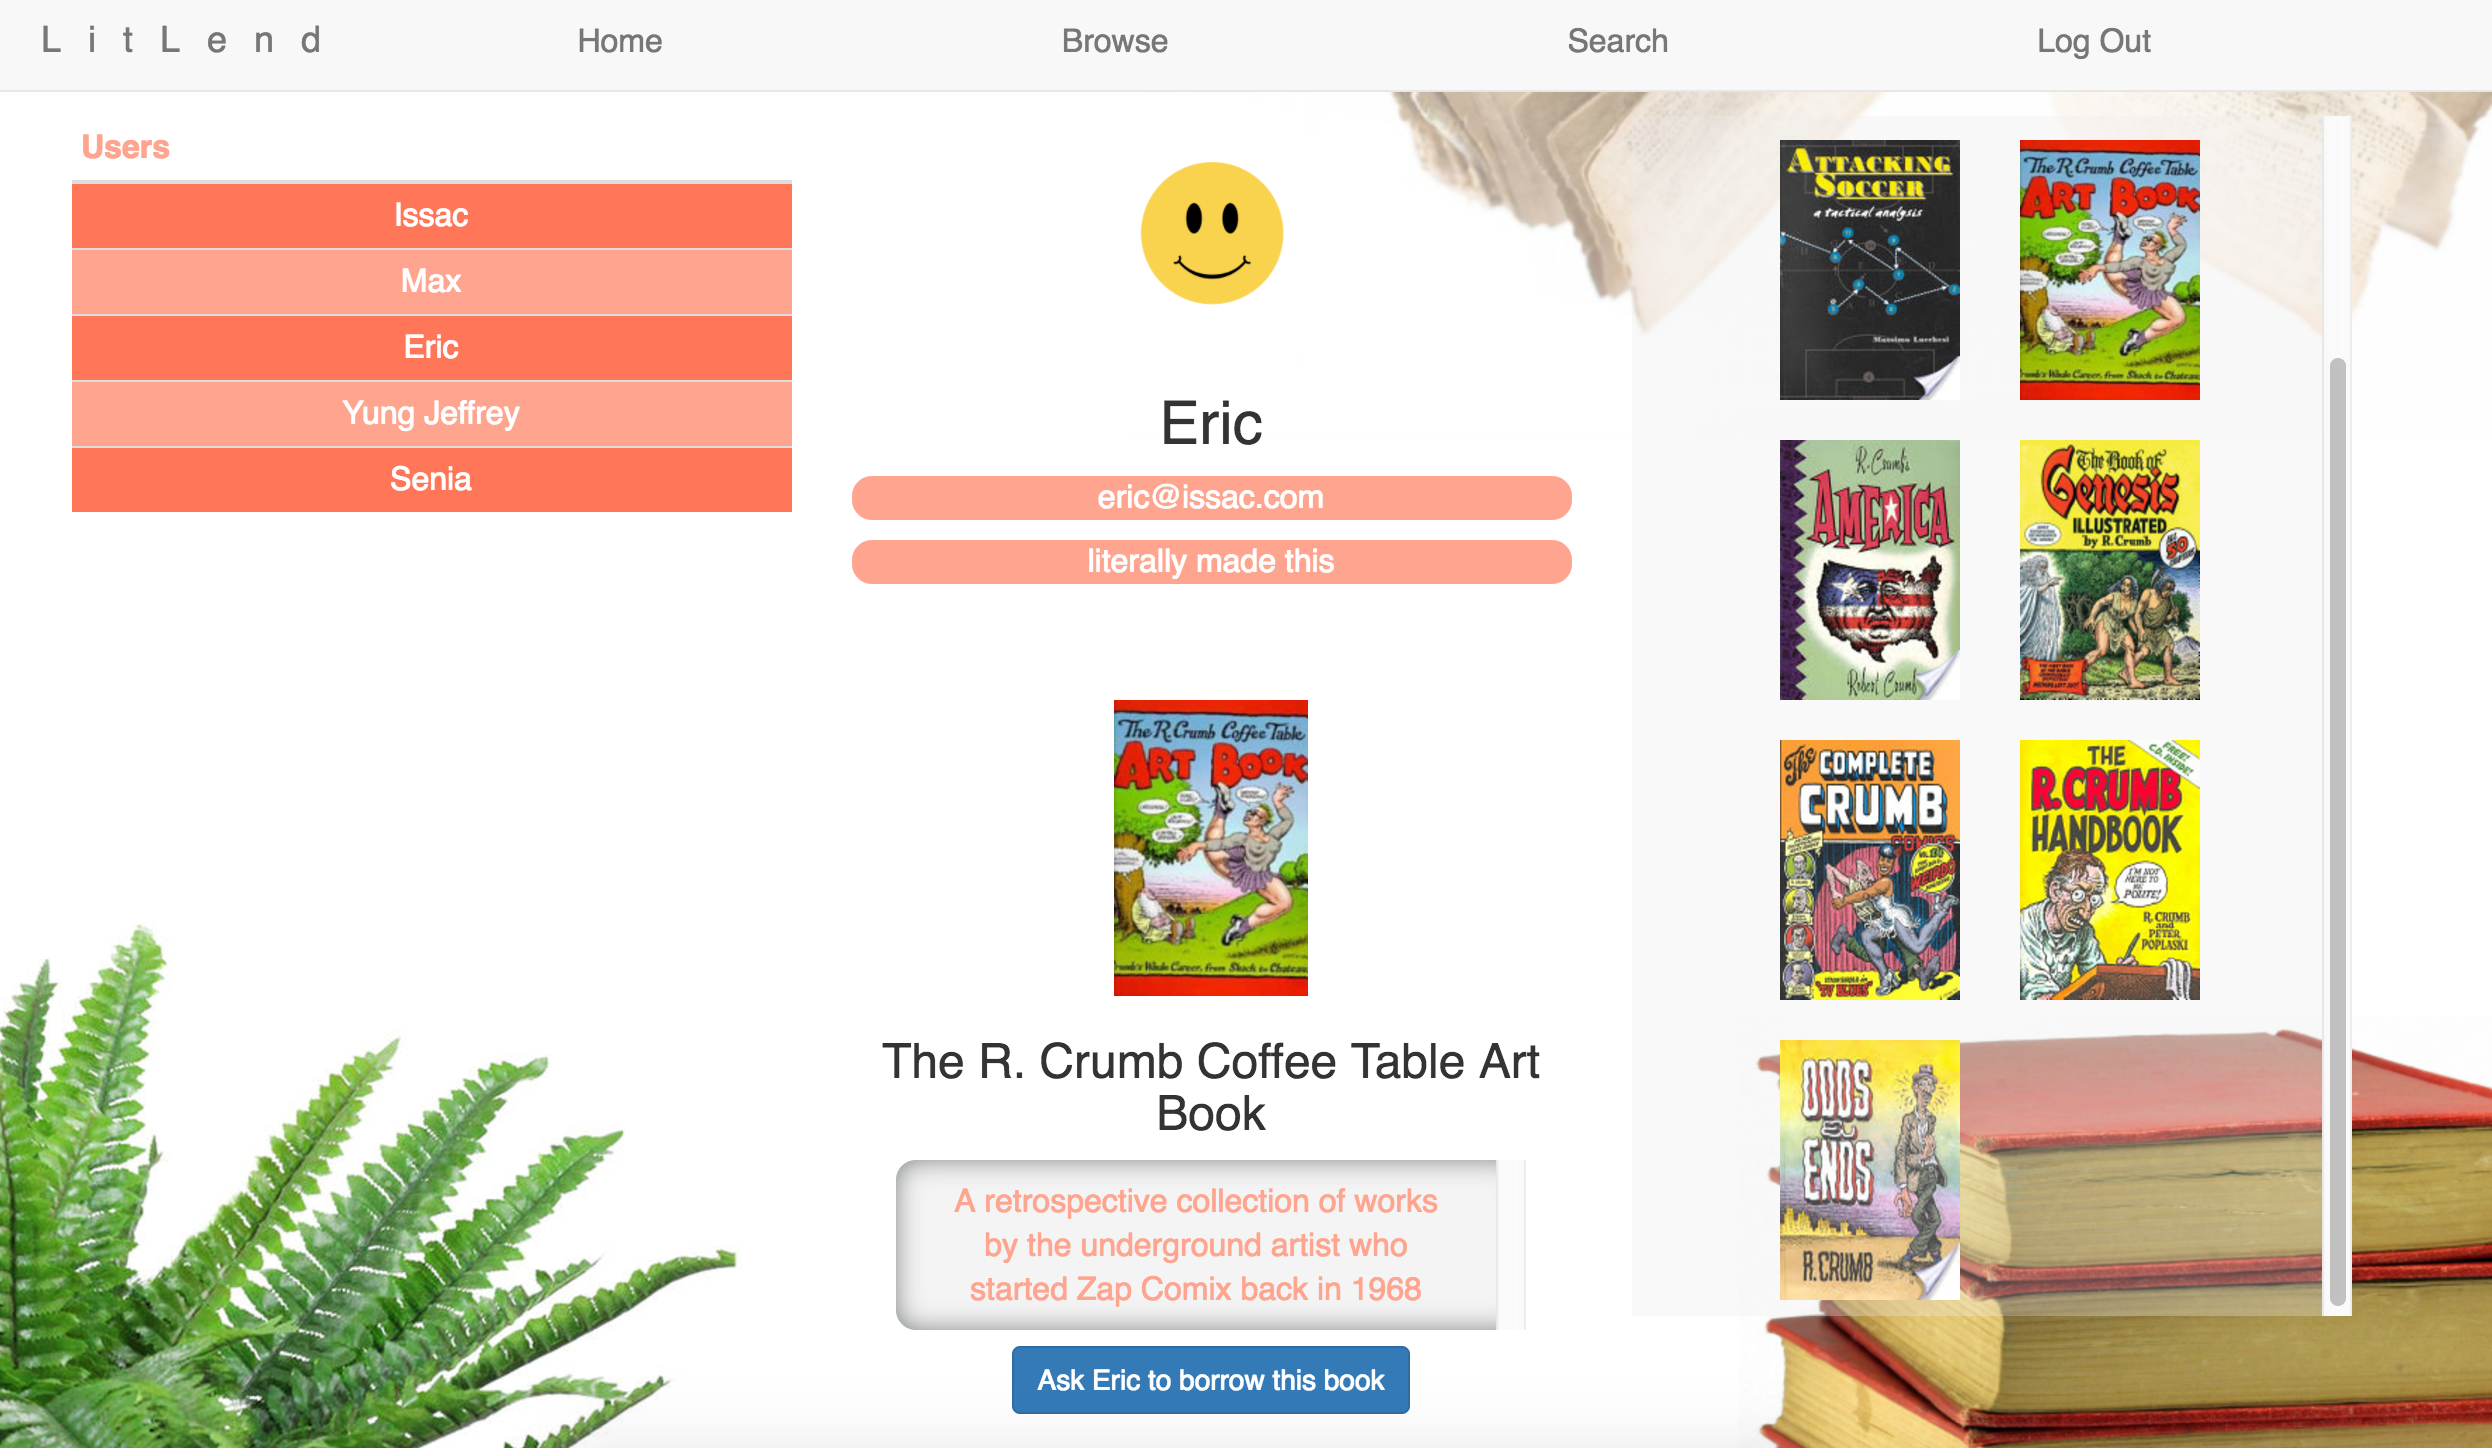 LitLend
Home
Browse
Search
Log Out
Users
Issac
Max
Eric
Yung Jeffrey
Senia
Eric
eric@issac.com
literally made this
The R. Crumb Coffee Table
ART BOOK
The R. Crumb Coffee Table Art
Book
A retrospective collection of works
by the underground artist who
started Zap Comix back in 1968
Ask Eric to borrow this book
ATTACKING
SOCCER
a tactical analysis
Massimo Lucchesi
The R. Crumb Coffee Table
ART BOOK
R. Crumb's
AMERICA
Robert Crumb
The Book of
Genesis
ILLUSTRATED
by R. Crumb
The COMPLETE
CRUMB
COMICS
WEIRDO
"TV BLUES"
FREE!
C.D. INSIDE!
THE
R. CRUMB
HANDBOOK
I'M NOT
HERE TO
BE
POLITE!
R. CRUMB
and
PETER
POPLASKI
ODDS
&
ENDS
R. CRUMB